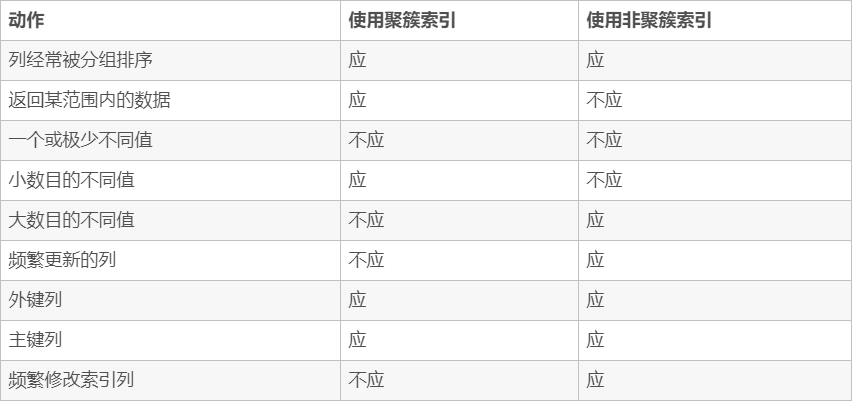 动作 使用聚簇索引 使用非聚簇索引
列经常被分组排序 应 应
返回某范围内的数据 应 不应
一个或极少不同值 不应 不应
小数目的不同值 应 不应
大数目的不同值 不应 应
频繁更新的列 不应 应
外键列 应 应
主键列 应 应
频繁修改索引列 不应 应